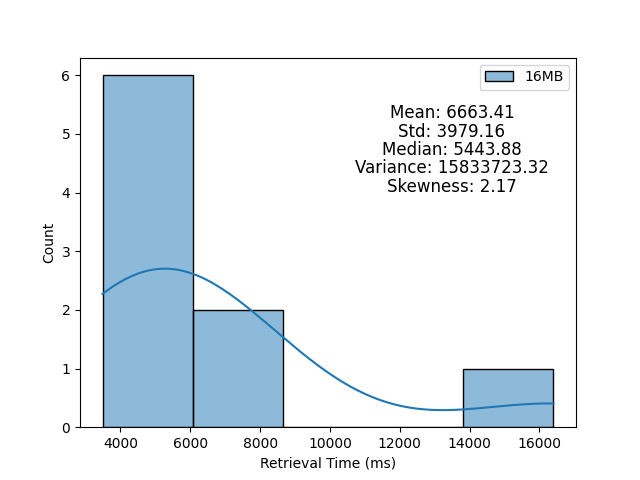 16MB
Mean: 6663.41
Std: 3979.16
Median: 5443.88
Variance: 15833723.32
Skewness: 2.17
6
5
4
3
2
1
0
Count
4000 6000 8000 10000 12000 14000 16000
Retrieval Time (ms)